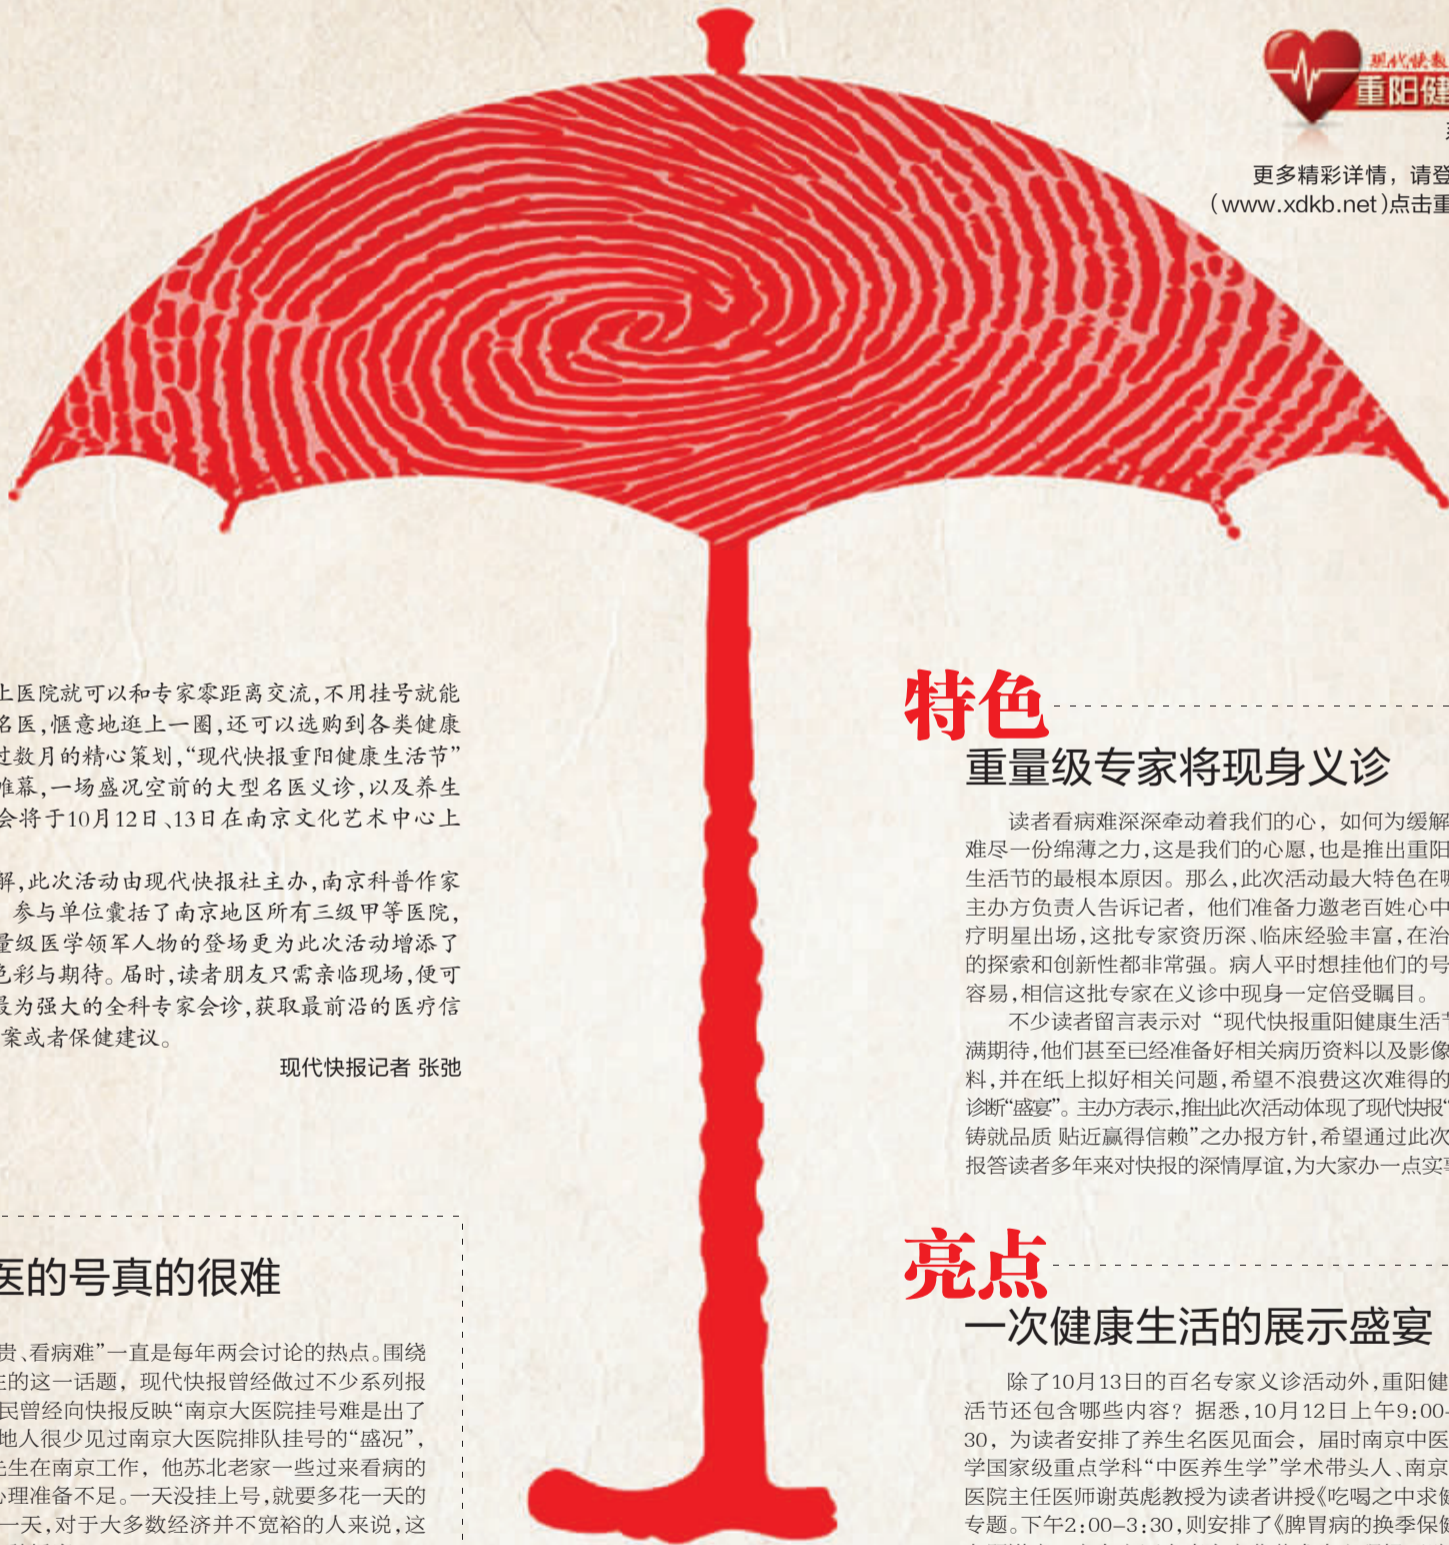 现代快报
重阳健
更多精彩详情，请登
（www.xdkb.net）点击重
上医院就可以和专家零距离交流，不用挂号就能
名医，惬意地逛上一圈，还可以选购到各类健康
过数月的精心策划，“现代快报重阳健康生活节”
帷幕，一场盛况空前的大型名医义诊，以及养生
会将于10月12日、13日在南京文化艺术中心上
解，此次活动由现代快报社主办，南京科普作家
参与单位囊括了南京地区所有三级甲等医院，
量级医学领军人物的登场更为此次活动增添了
色彩与期待。届时，读者朋友只需亲临现场，便可
最为强大的全科专家会诊，获取最前沿的医疗信
案或者保健建议。
现代快报记者 张弛
医的号真的很难
贵、看病难”一直是每年两会讨论的热点。围绕
的这一话题，现代快报曾经做过不少系列报
民曾经向快报反映“南京大医院挂号难是出了
地人很少见过南京大医院排队挂号的“盛况”，
先生在南京工作，他苏北老家一些过来看病的
心理准备不足。一天没挂上号，就要多花一天的
一天，对于大多数经济并不宽裕的人来说，这
特色
重量级专家将现身义诊
读者看病难深深牵动着我们的心，如何为缓解
难尽一份绵薄之力，这是我们的心愿，也是推出重阳
生活节的最根本原因。那么，此次活动最大特色在哪
主办方负责人告诉记者，他们准备力邀老百姓心中
疗明星出场，这批专家资历深、临床经验丰富，在治
的探索和创新性都非常强。病人平时想挂他们的号
容易，相信这批专家在义诊中现身一定倍受瞩目。
不少读者留言表示对“现代快报重阳健康生活节
满期待，他们甚至已经准备好相关病历资料以及影像
料，并在纸上拟好相关问题，希望不浪费这次难得的
诊断“盛宴”。主办方表示，推出此次活动体现了现代快报“
铸就品质 贴近赢得信赖”之办报方针，希望通过此次
报答读者多年来对快报的深情厚谊，为大家办一点实事
亮点
一次健康生活的展示盛宴
除了10月13日的百名专家义诊活动外，重阳健
活节还包含哪些内容？据悉，10月12日上午9:00-
30，为读者安排了养生名医见面会，届时南京中医
学国家级重点学科“中医养生学”学术带头人、南京
医院主任医师谢英彪教授为读者讲授《吃喝之中求健
专题。下午2:00-3:30，则安排了《脾胃病的换季保健